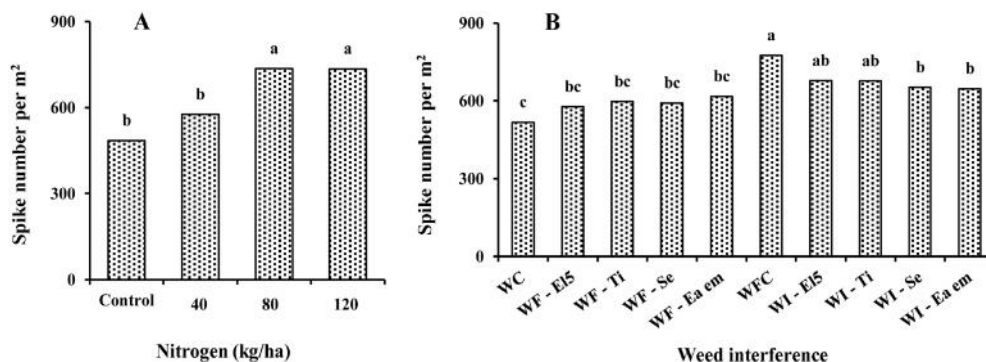 A
Spike number per m²
900
600
300
0
b
b
a
a
Control
40
80
120
Nitrogen (kg/ha)
B
Spike number per m²
900
600
300
0
c
bc
bc
bc
bc
a
ab
ab
b
b
WC
WF - El5
WF - Ti
WF - Se
WF - Ea em
WFC
WI - El5
WI - Ti
WI - Se
WI - Ea em
Weed interference